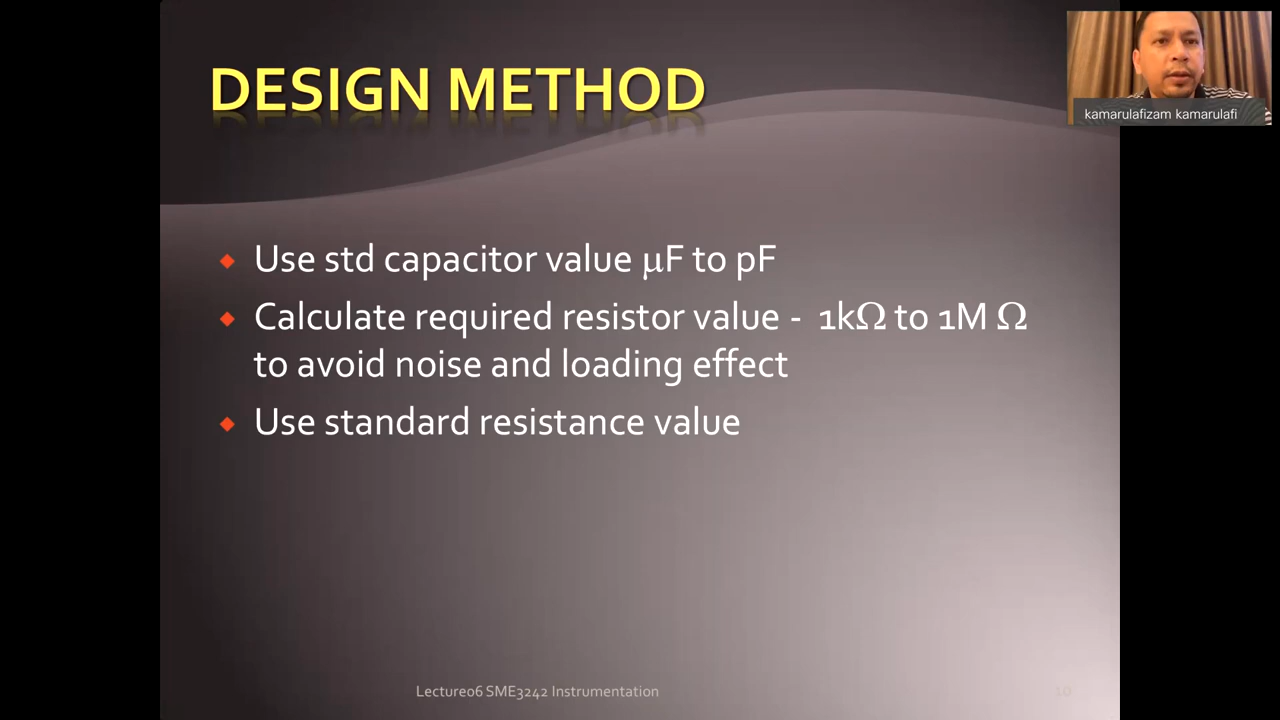 DESIGN METHOD
kamarulafizam kamarulafi
Use std capacitor value μF to pF
Calculate required resistor value - 1kΩ to 1M Ω
to avoid noise and loading effect
Use standard resistance value
Lecture06 SME3242 Instrumentation
10